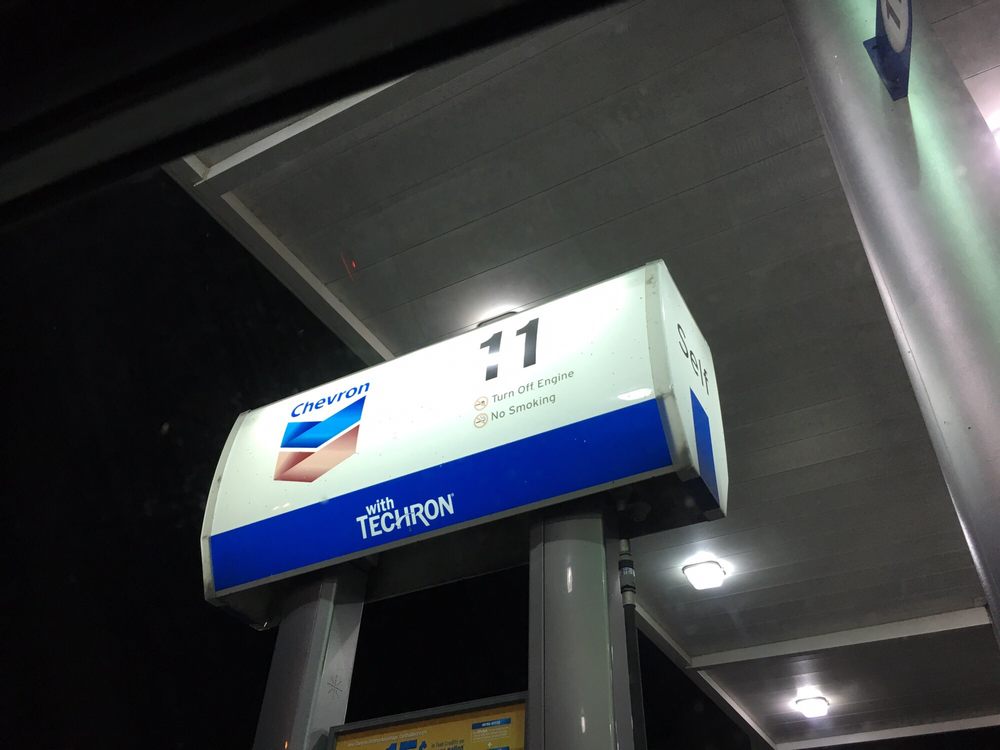 Chevron
11
Turn Off Engine
No Smoking
Self
with
TECHRON